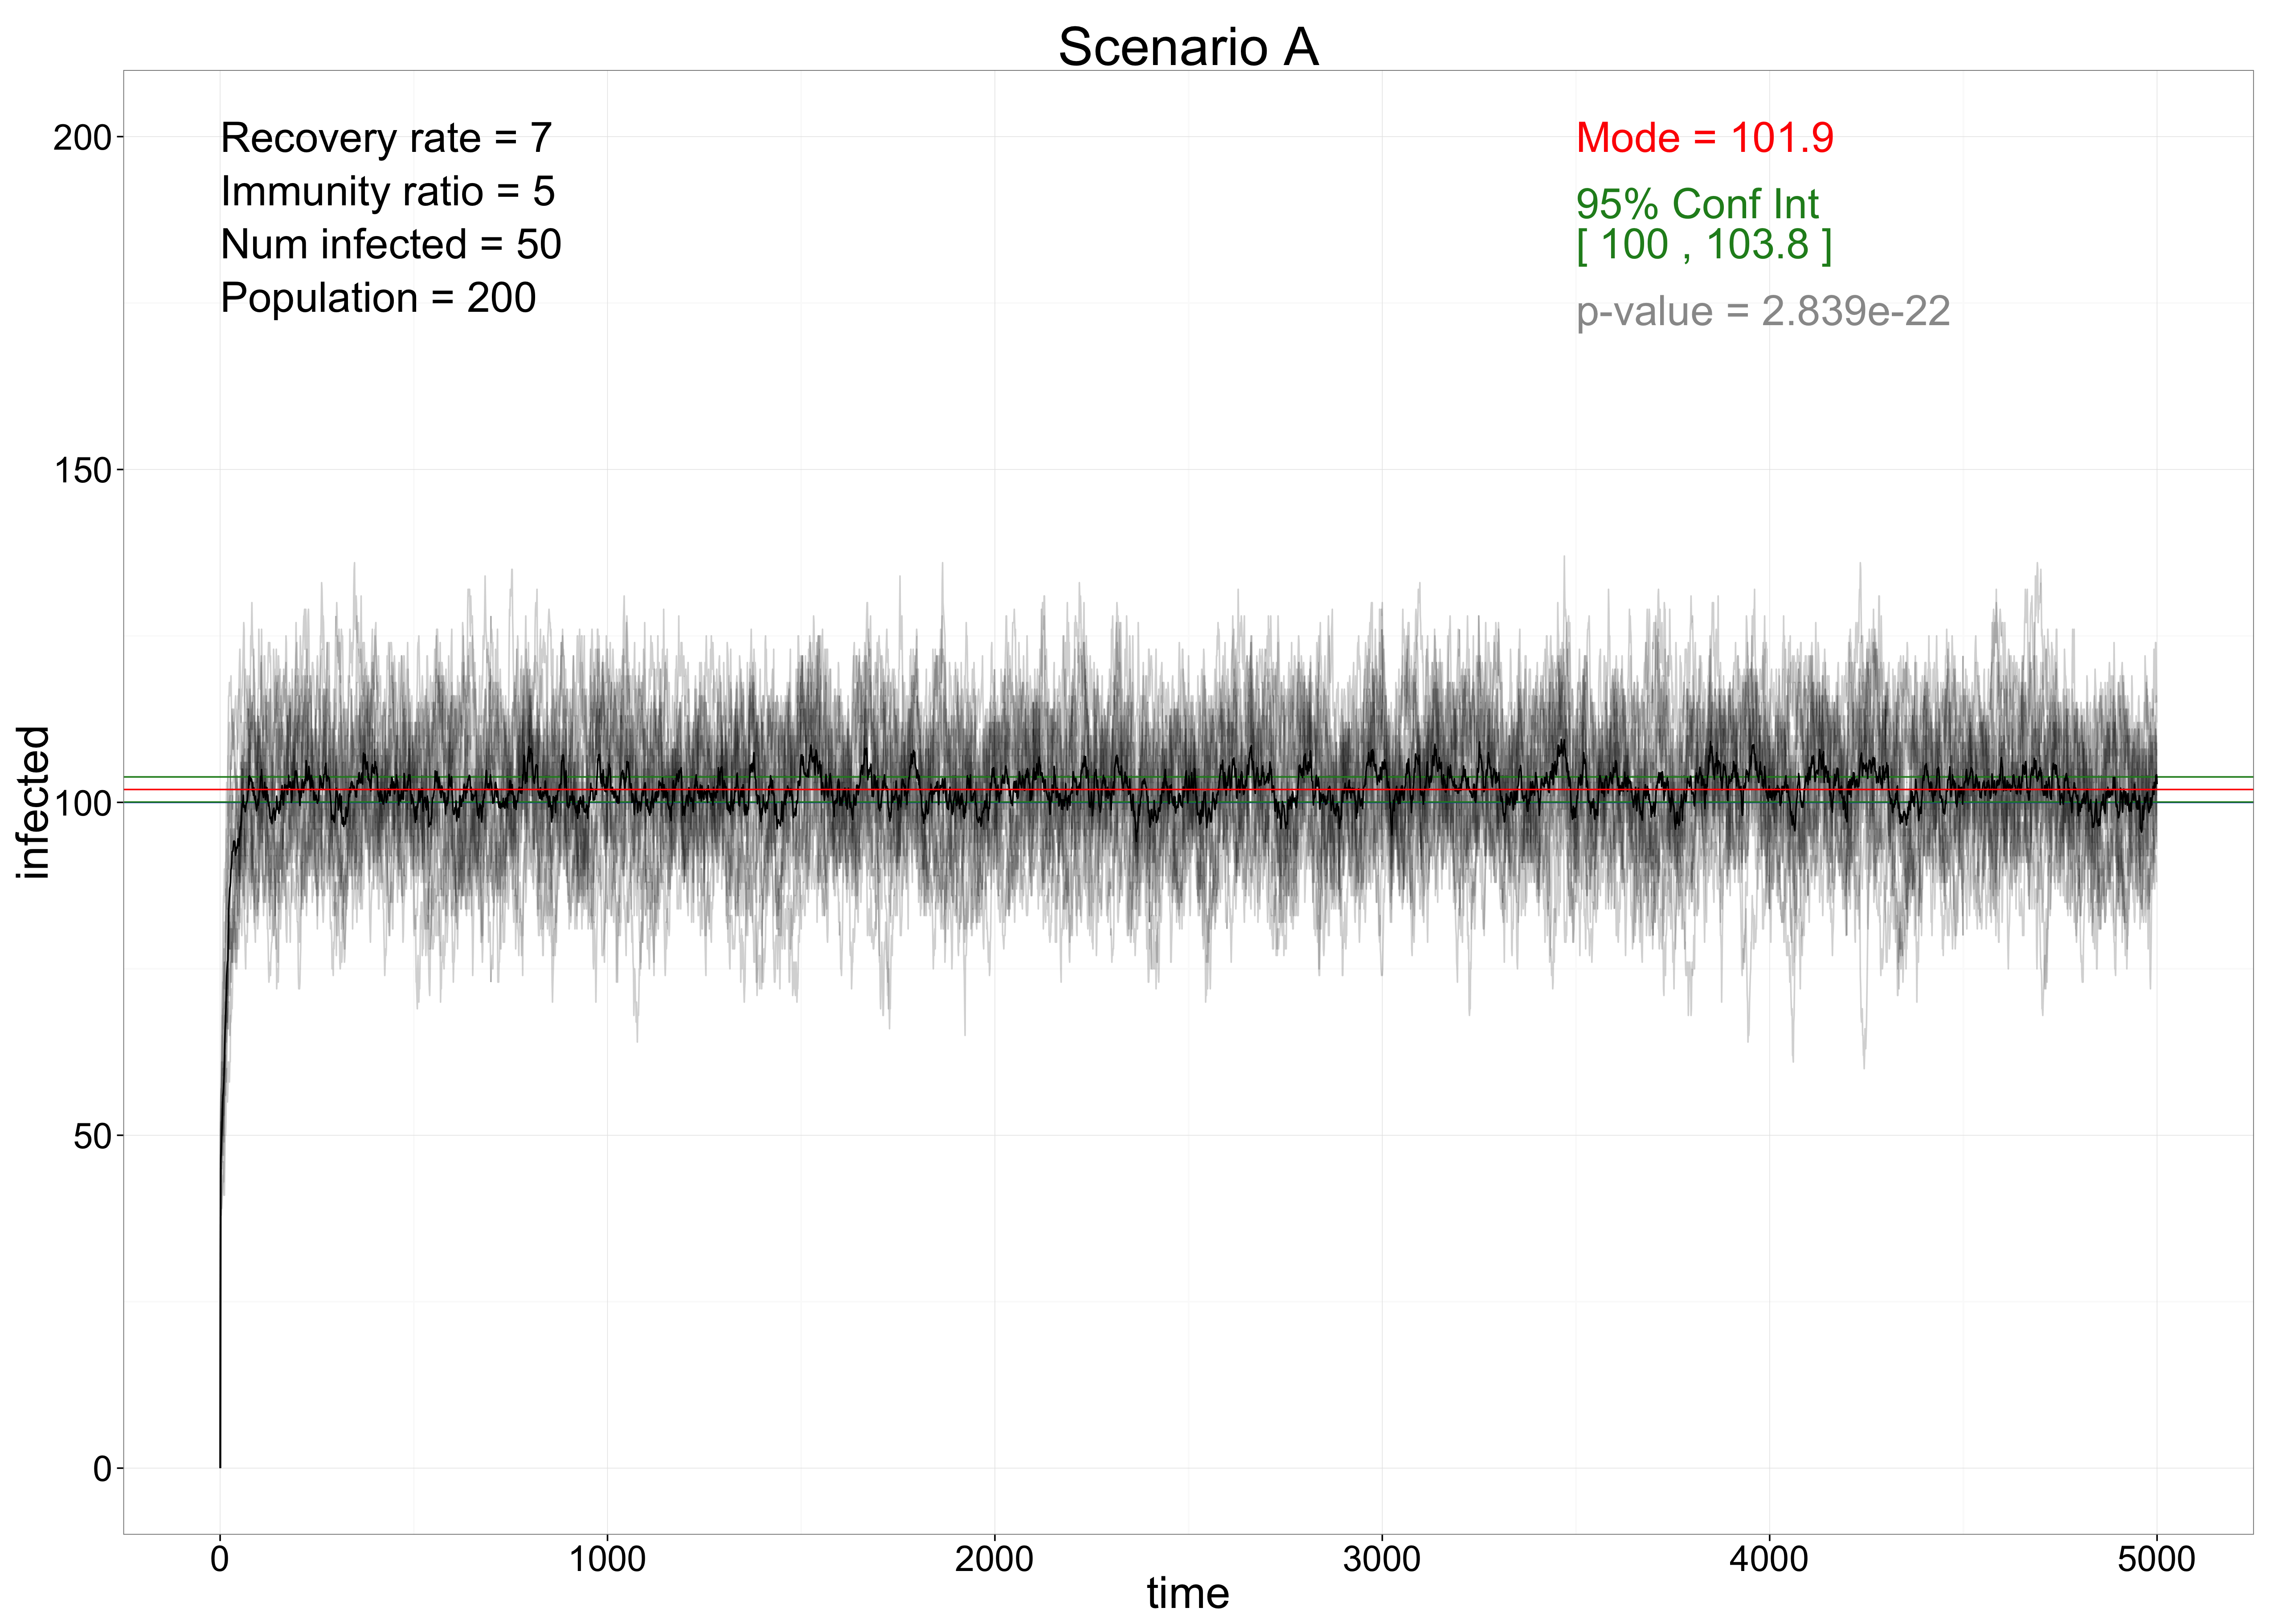 Scenario A
Recovery rate = 7
Immunity ratio = 5
Num infected = 50
Population = 200
Mode = 101.9
95% Conf Int
[ 100 , 103.8 ]
p-value = 2.839e-22
infected
200
150
100
50
0
0 1000 2000 3000 4000 5000
time